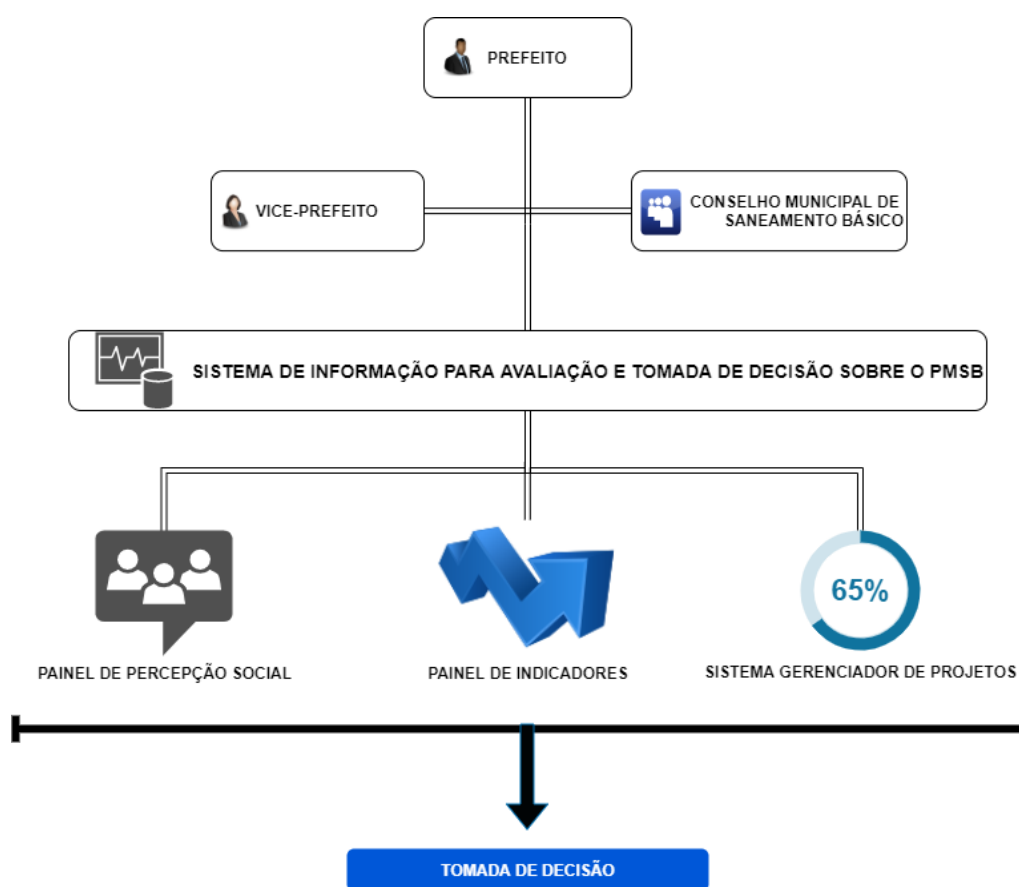 PREFEITO
VICE-PREFEITO
CONSELHO MUNICIPAL DE
SANEAMENTO BÁSICO
SISTEMA DE INFORMAÇÃO PARA AVALIAÇÃO E TOMADA DE DECISÃO SOBRE O PMSB
65%
PAINEL DE PERCEPÇÃO SOCIAL
PAINEL DE INDICADORES
SISTEMA GERENCIADOR DE PROJETOS
TOMADA DE DECISÃO